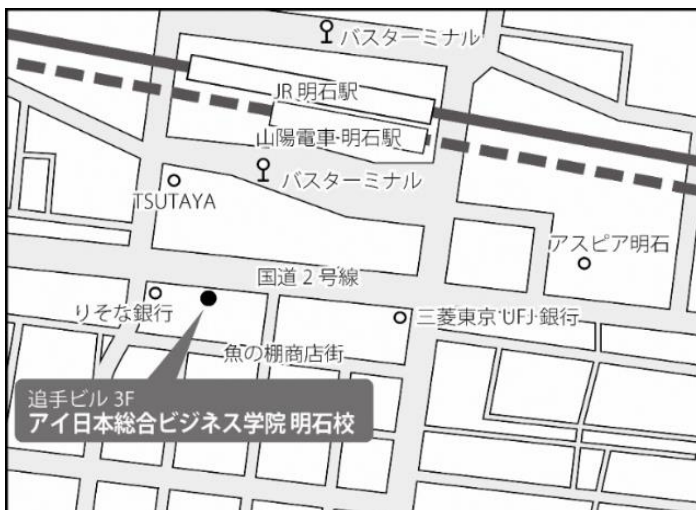 バスターミナル
JR 明石駅
山陽電車・明石駅
バスターミナル
TSUTAYA
アスピア明石
国道 2 号線
りそな銀行
三菱東京 UFJ 銀行
魚の棚商店街
追手ビル 3F
アイ日本総合ビジネス学院 明石校